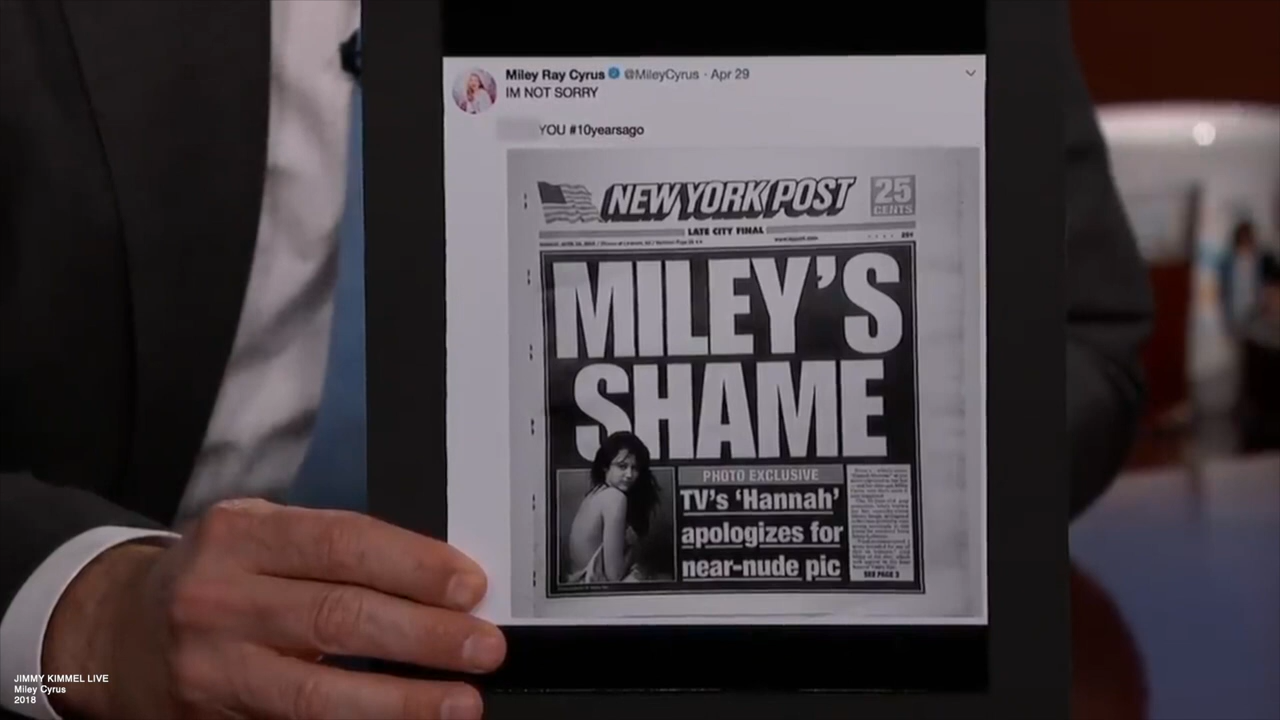 Miley Ray Cyrus @MileyCyrus · Apr 29
IM NOT SORRY
YOU #10yearsago
NEW YORK POST
25
CENTS
LATE CITY FINAL
MILEY'S
SHAME
PHOTO EXCLUSIVE
TV's 'Hannah'
apologizes for
near-nude pic
SEE PAGE 3
JIMMY KIMMEL LIVE
Miley Cyrus
2018